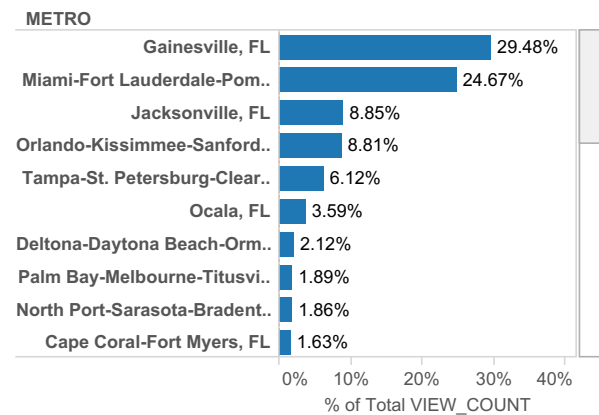 METRO
Gainesville, FL 29.48%
Miami-Fort Lauderdale-Pom.. 24.67%
Jacksonville, FL 8.85%
Orlando-Kissimmee-Sanford.. 8.81%
Tampa-St. Petersburg-Clear.. 6.12%
Ocala, FL 3.59%
Deltona-Daytona Beach-Orm.. 2.12%
Palm Bay-Melbourne-Titusvi.. 1.89%
North Port-Sarasota-Bradent.. 1.86%
Cape Coral-Fort Myers, FL 1.63%
0% 10% 20% 30% 40%
% of Total VIEW_COUNT